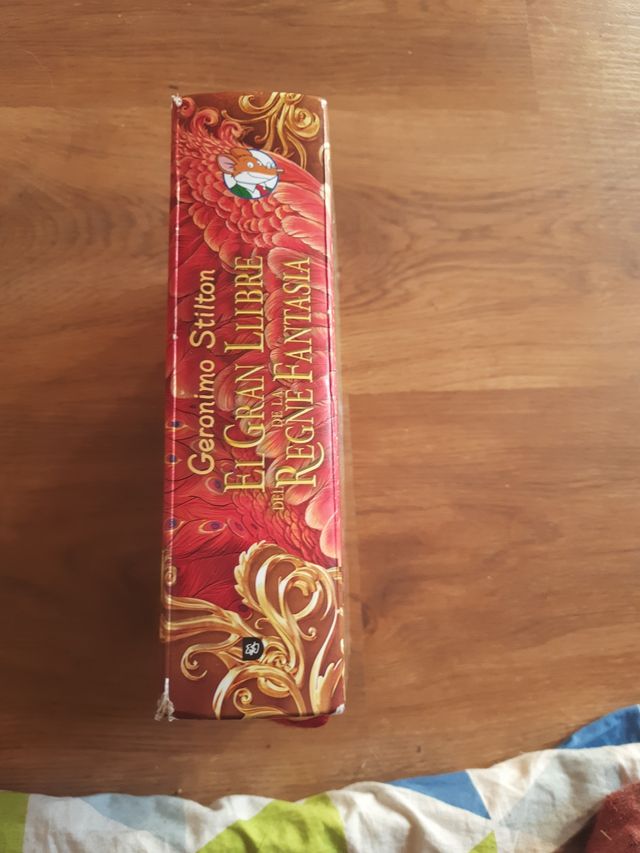 Geronimo Stilton
EL GRAN LLIBRE
DEL REGNE DE LA FANTASIA